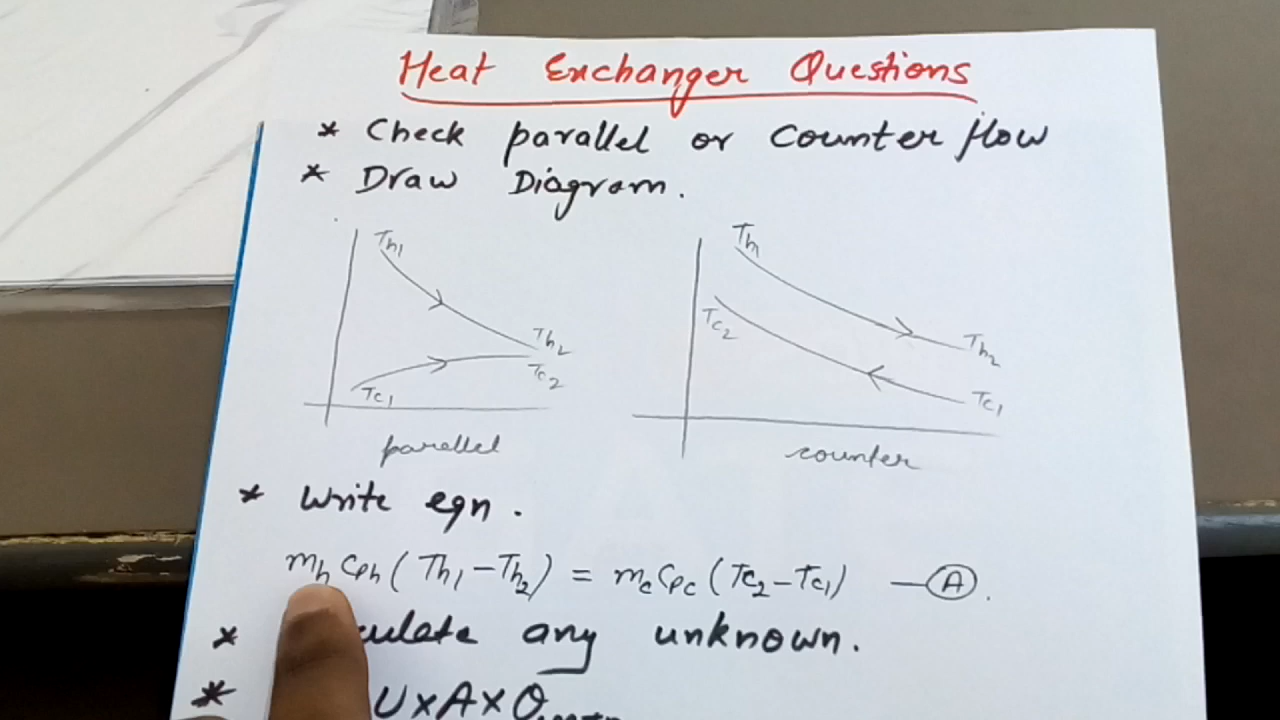 Heat Exchanger Questions
* Check parallel or Counter flow
* Draw Diagram.
Th1
Th2
Tc2
Tc1
parallel
Th1
Tc2
Th2
Tc1
counter
* Write eqn.
mh Cph (Th1 - Th2) = mc Cpc (Tc2 - Tc1) — A.
* any unknown.
* U x A x